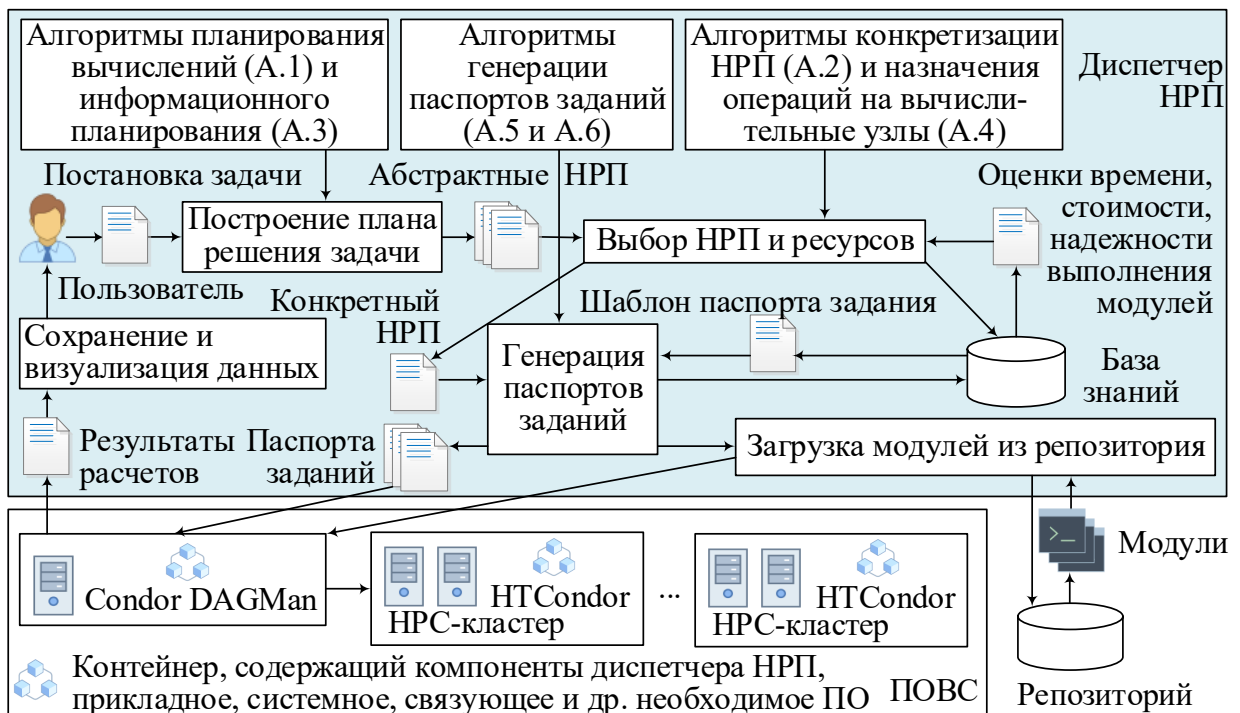 Алгоритмы планирования
вычислений (А.1) и
информационного
планирования (А.3)
Алгоритмы
генерации
паспортов заданий
(А.5 и А.6)
Алгоритмы конкретизации
НРП (А.2) и назначения
операций на вычисли-
тельные узлы (А.4)
Диспетчер
НРП
Постановка задачи
Абстрактные НРП
Построение плана
решения задачи
Выбор НРП и ресурсов
Оценки времени,
стоимости,
надежности
выполнения
модулей
Пользователь
Конкретный
НРП
Шаблон паспорта задания
Сохранение и
визуализация данных
Генерация
паспортов
заданий
База
знаний
Результаты
расчетов
Паспорта
заданий
Загрузка модулей из репозитория
>_
Модули
Condor DAGMan
HTCondor
HPC-кластер
...
HTCondor
HPC-кластер
Контейнер, содержащий компоненты диспетчера НРП,
прикладное, системное, связующее и др. необходимое ПО
ПОВС
Репозиторий